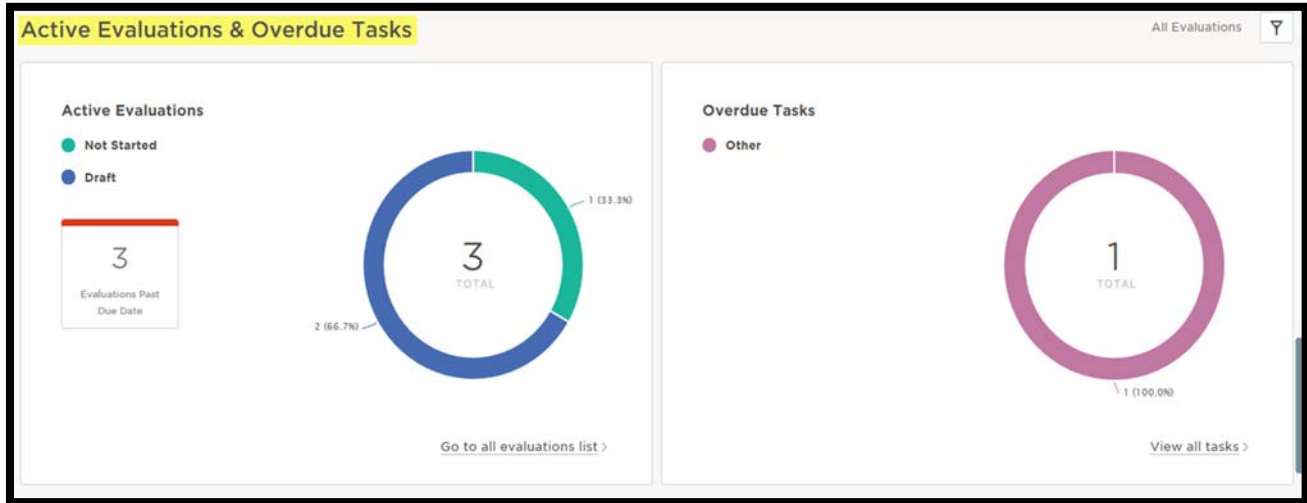 Active Evaluations & Overdue Tasks
All Evaluations
Active Evaluations
Not Started
Draft
3
Evaluations Past
Due Date
3
TOTAL
1 (33.3%)
2 (66.7%)
Go to all evaluations list >
Overdue Tasks
Other
1
TOTAL
1 (100.0%)
View all tasks >